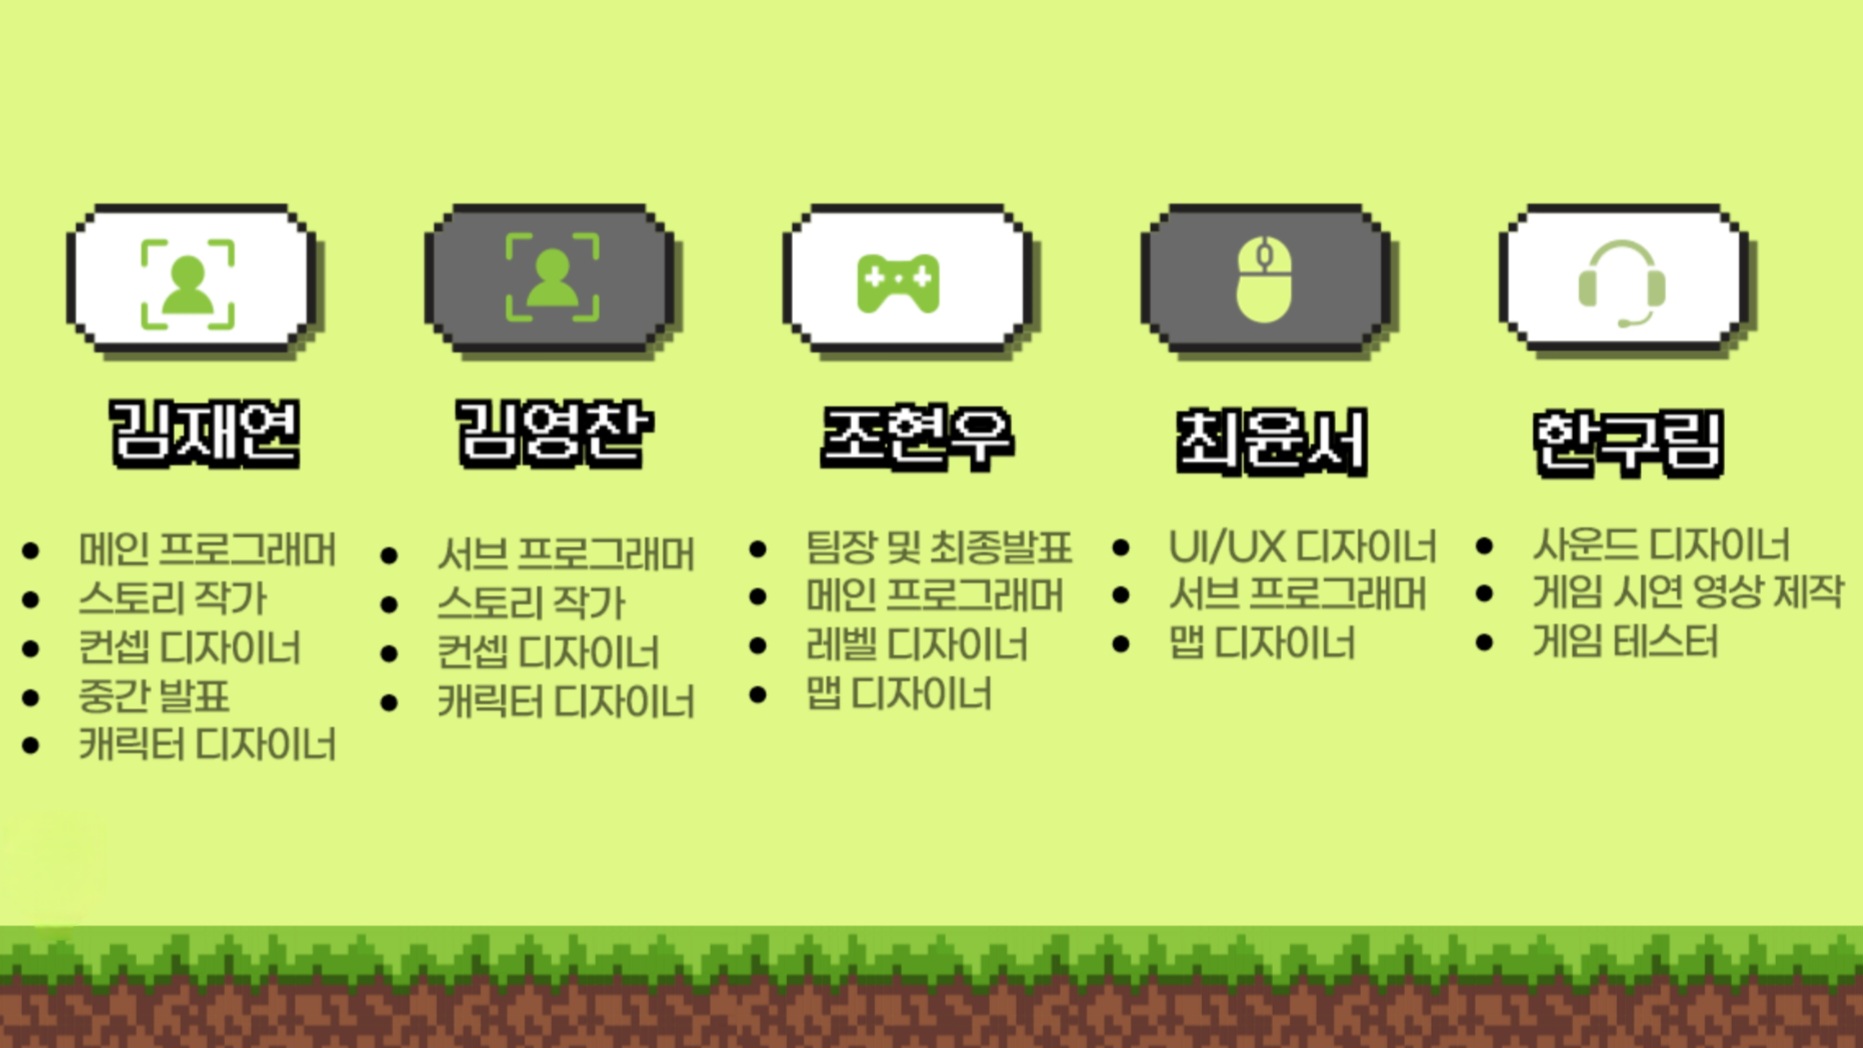 김재연
메인 프로그래머
스토리 작가
컨셉 디자이너
중간 발표
캐릭터 디자이너
김영찬
서브 프로그래머
스토리 작가
컨셉 디자이너
캐릭터 디자이너
조현우
팀장 및 최종발표
메인 프로그래머
레벨 디자이너
맵 디자이너
최윤서
UI/UX 디자이너
서브 프로그래머
맵 디자이너
한구림
사운드 디자이너
게임 시연 영상 제작
게임 테스터